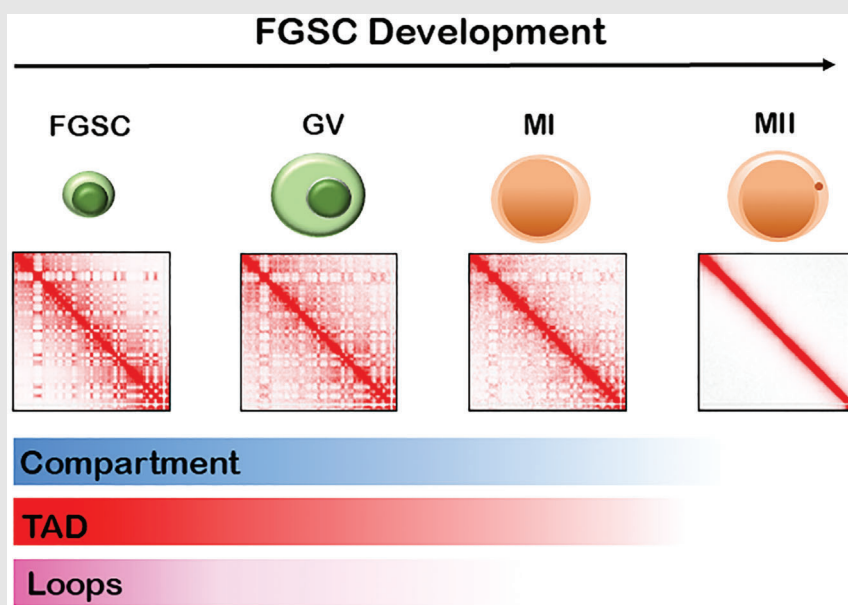 FGSC Development
FGSC GV MI MII
Compartment
TAD
Loops